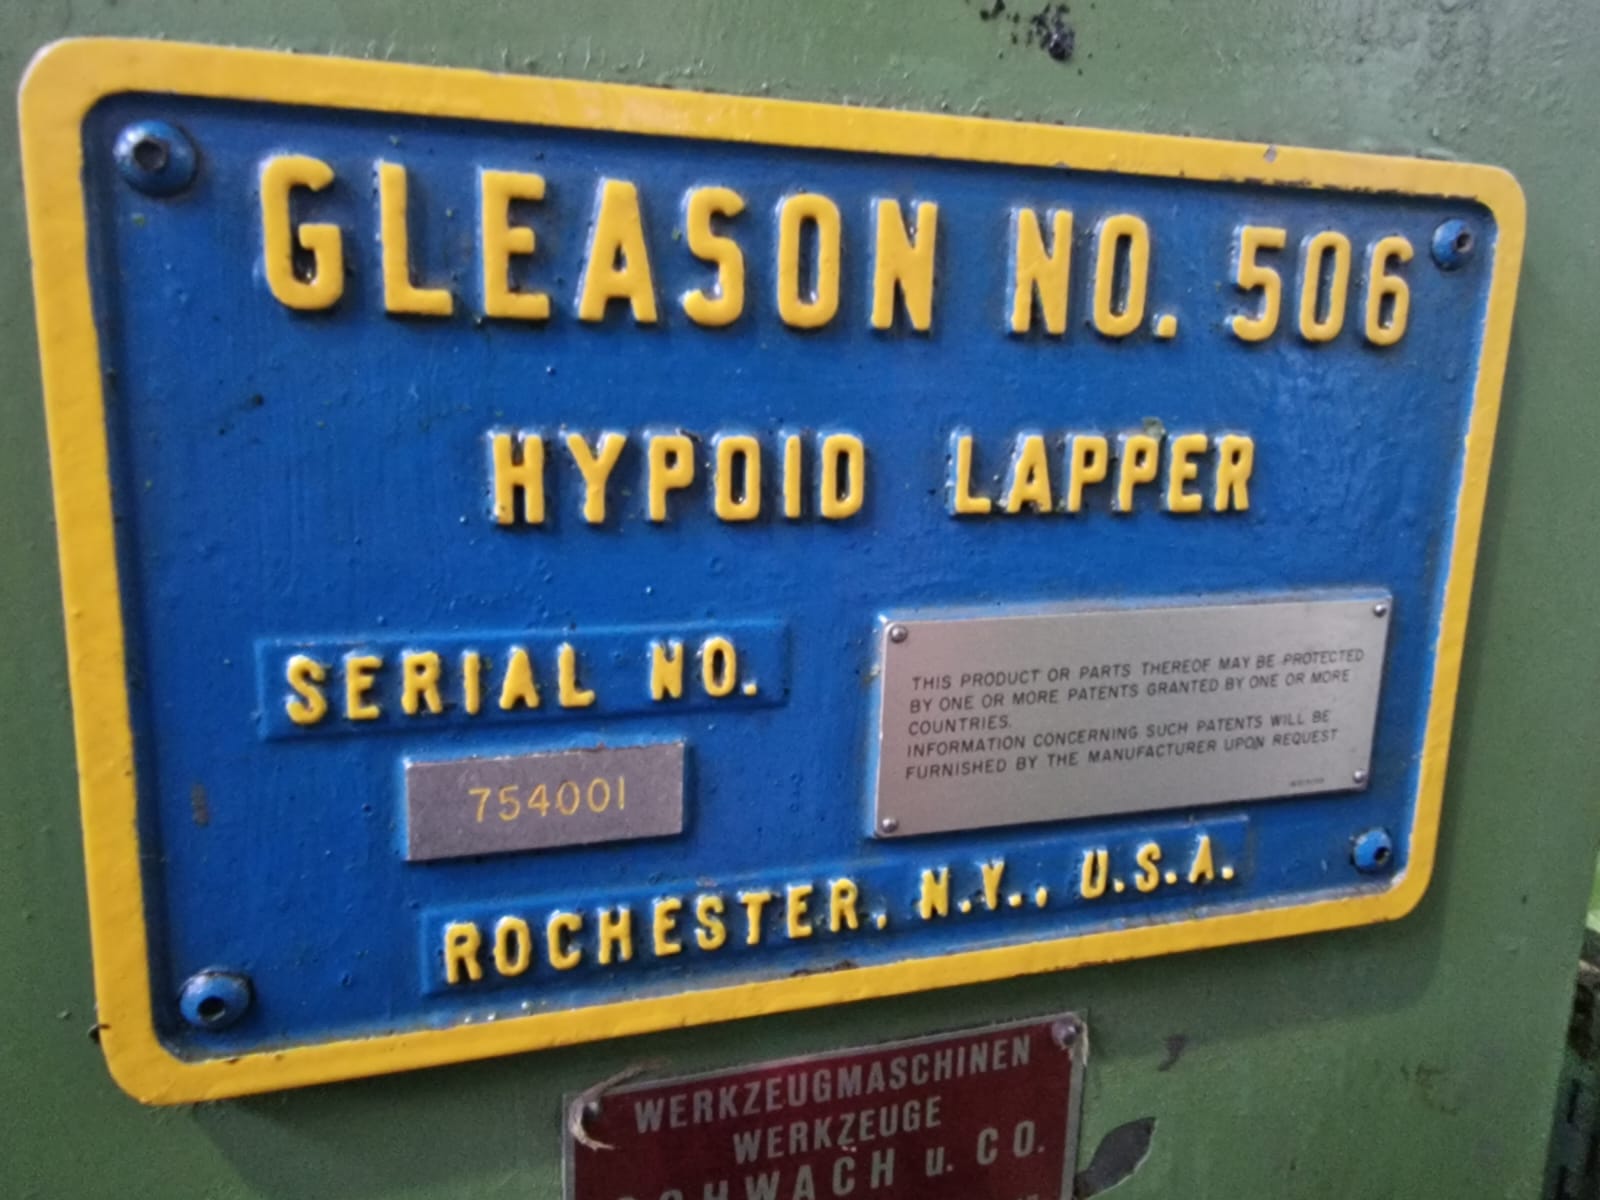 GLEASON NO. 506
HYPOID LAPPER
SERIAL NO.
754001
THIS PRODUCT OR PARTS THEREOF MAY BE PROTECTED
BY ONE OR MORE PATENTS GRANTED BY ONE OR MORE
COUNTRIES.
INFORMATION CONCERNING SUCH PATENTS WILL BE
FURNISHED BY THE MANUFACTURER UPON REQUEST
ROCHESTER, N.Y., U.S.A.
WERKZEUGMASCHINEN
WERKZEUGE
u. CO.